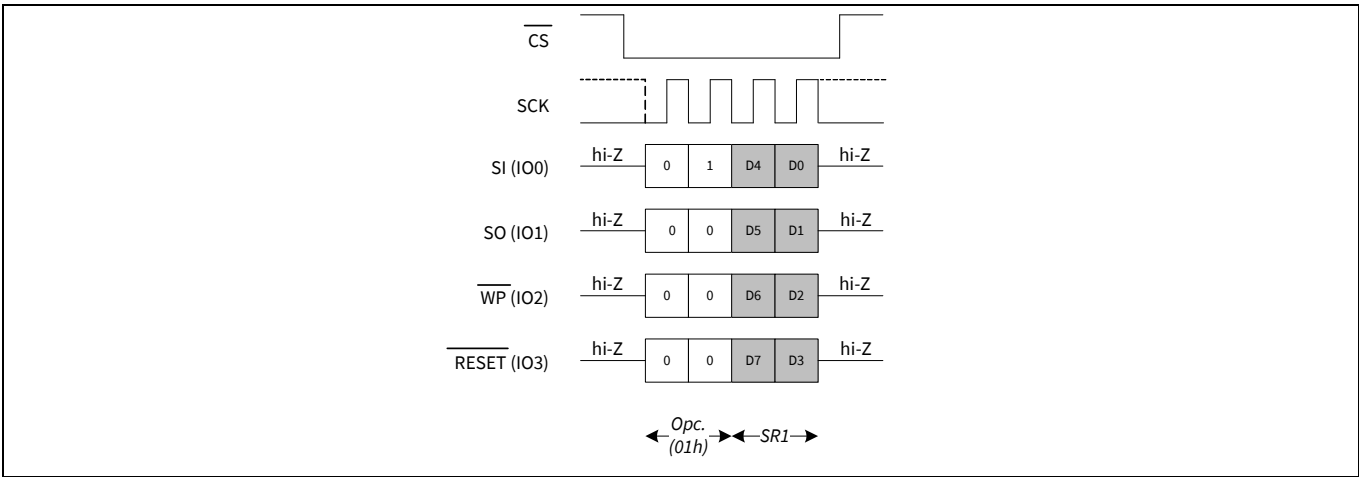 CS
SCK
SI (IO0) hi-Z 0 1 D4 D0 hi-Z
SO (IO1) hi-Z 0 0 D5 D1 hi-Z
WP (IO2) hi-Z 0 0 D6 D2 hi-Z
RESET (IO3) hi-Z 0 0 D7 D3 hi-Z
Opc. SR1
(01h)